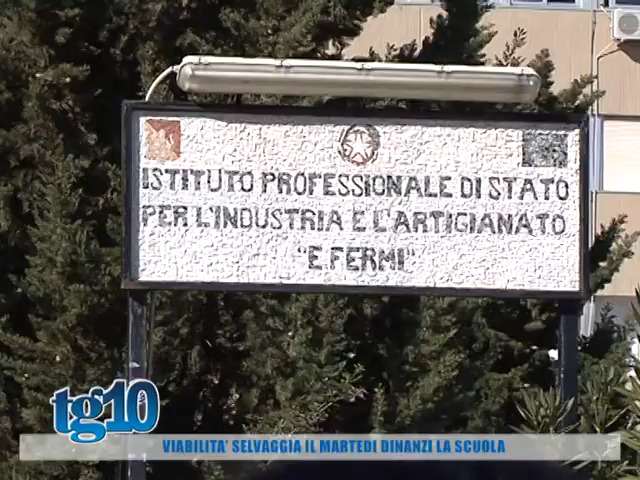 ISTITUTO PROFESSIONALE DI STATO
PER L'INDUSTRIA E L'ARTIGIANATO
"E.FERMI"
tg10
VIABILITA' SELVAGGIA IL MARTEDI DINANZI LA SCUOLA